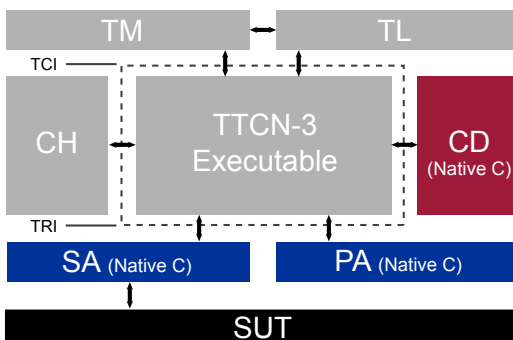 TM
TL
TCI
CH
TTCN-3
Executable
CD
(Native C)
TRI
SA (Native C)
PA (Native C)
SUT